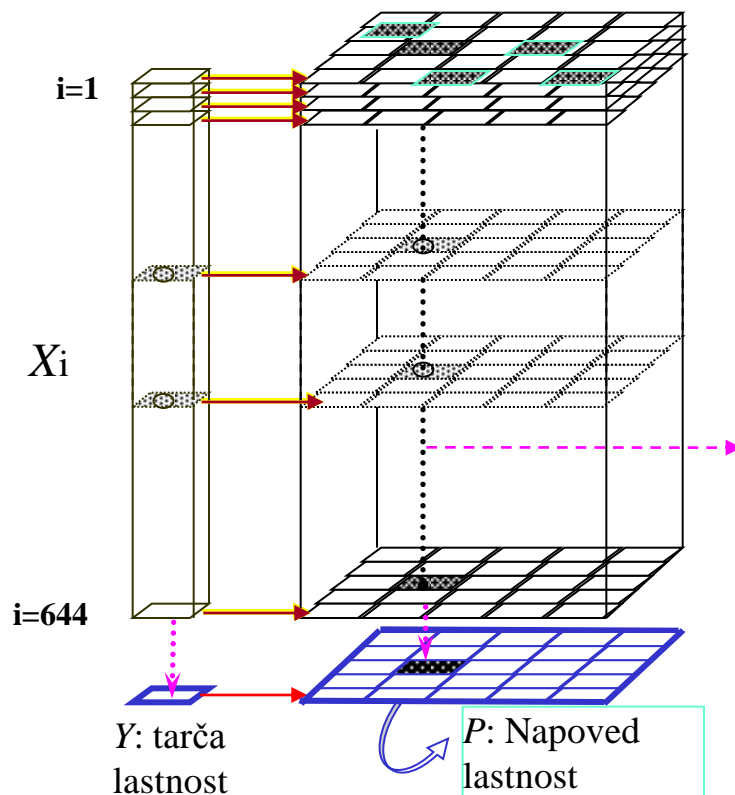 i=1
Xi
i=644
Y: tarča
lastnost
P: Napoved
lastnost